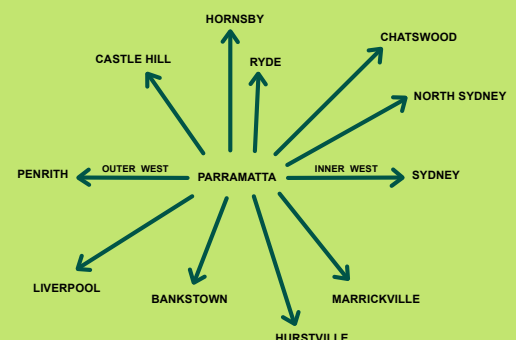 HORNSBY
CHATSWOOD
CASTLE HILL
RYDE
NORTH SYDNEY
OUTER WEST
INNER WEST
PENRITH
PARRAMATTA
SYDNEY
LIVERPOOL
BANKSTOWN
MARRICKVILLE
HURSTVILLE